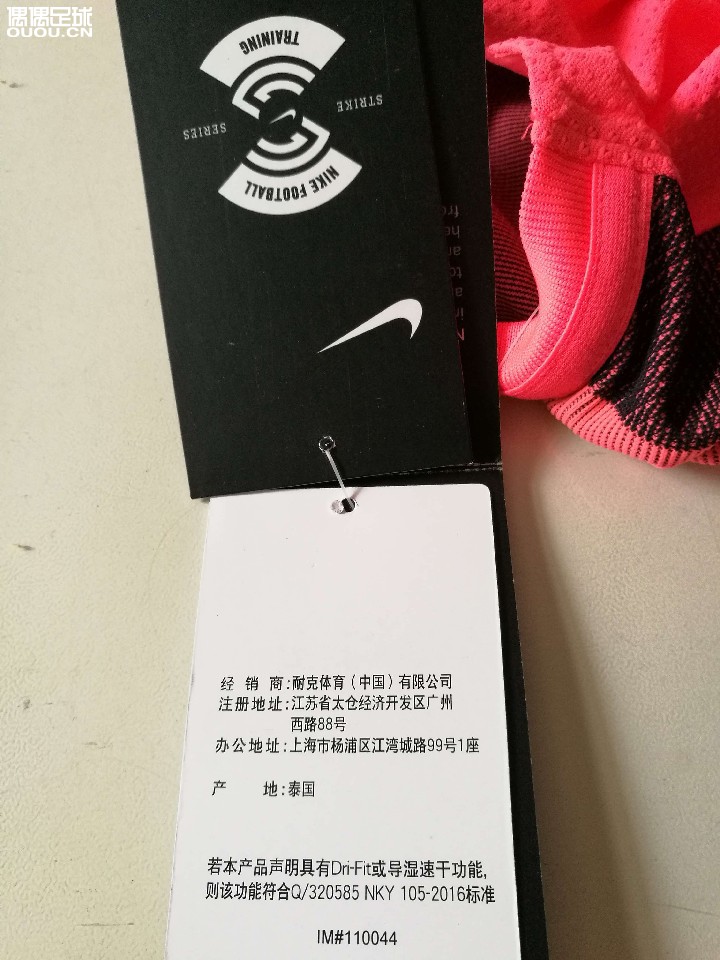 偶偶足球
OUOU.CN
TRAINING
STRIKE
SERIES
NIKE FOOTBALL
经销商:耐克体育(中国)有限公司
注册地址:江苏省太仓经济开发区广州
西路88号
办公地址:上海市杨浦区江湾城路99号1座
产地:泰国
若本产品声明具有Dri-Fit或导湿速干功能,
则该功能符合Q/320585 NKY 105-2016标准
IM#110044